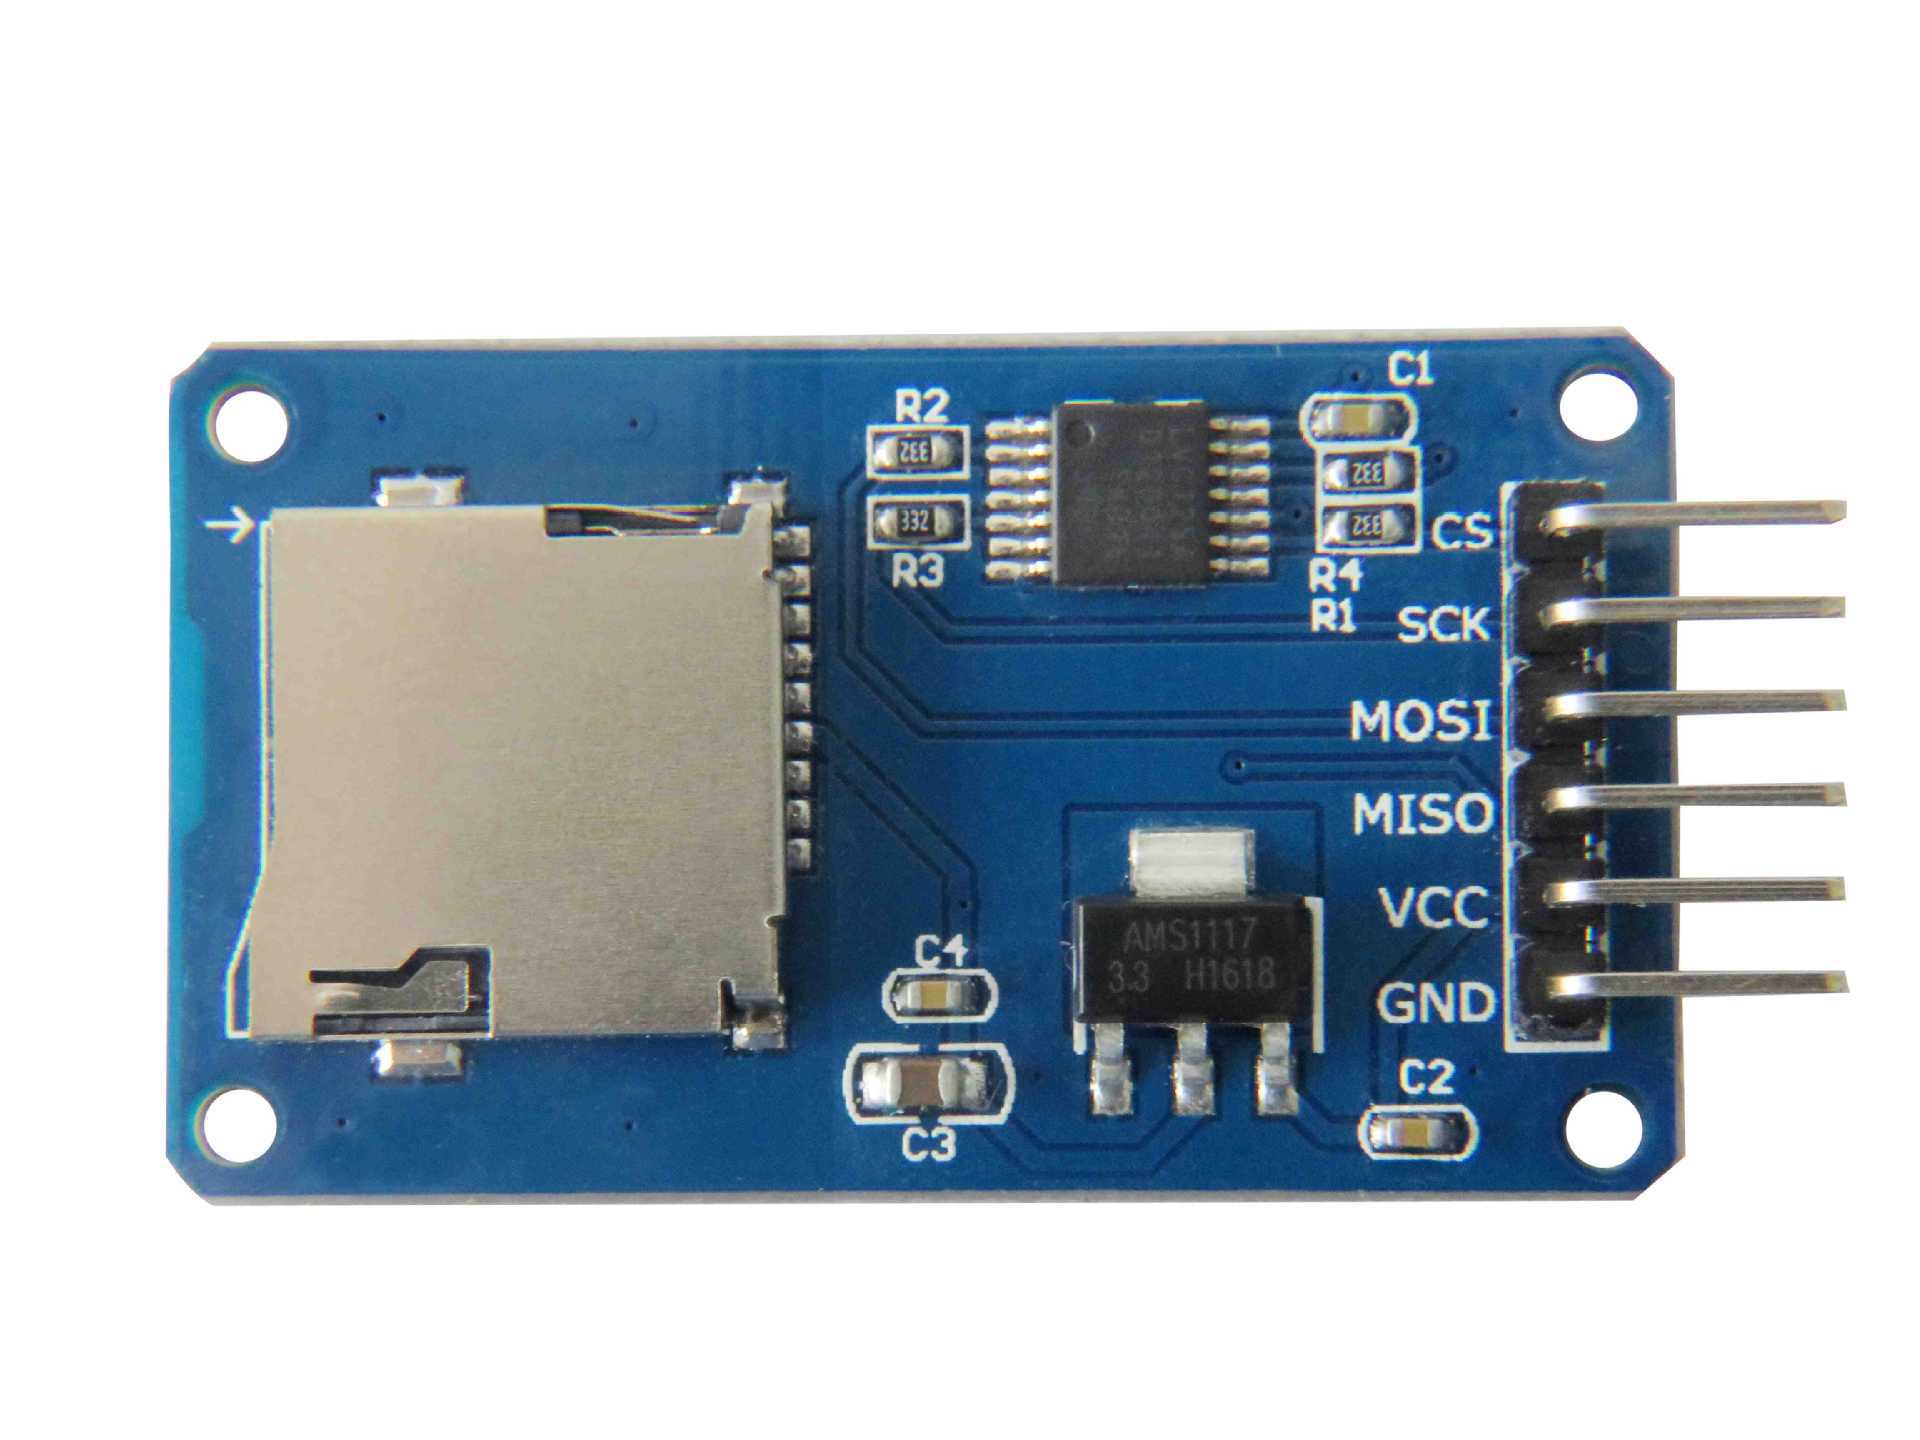 C1
R2
332
332
332
332
R3
R4
R1
CS
SCK
MOSI
MISO
VCC
GND
AMS1117
3.3 H1618
C4
C3
C2